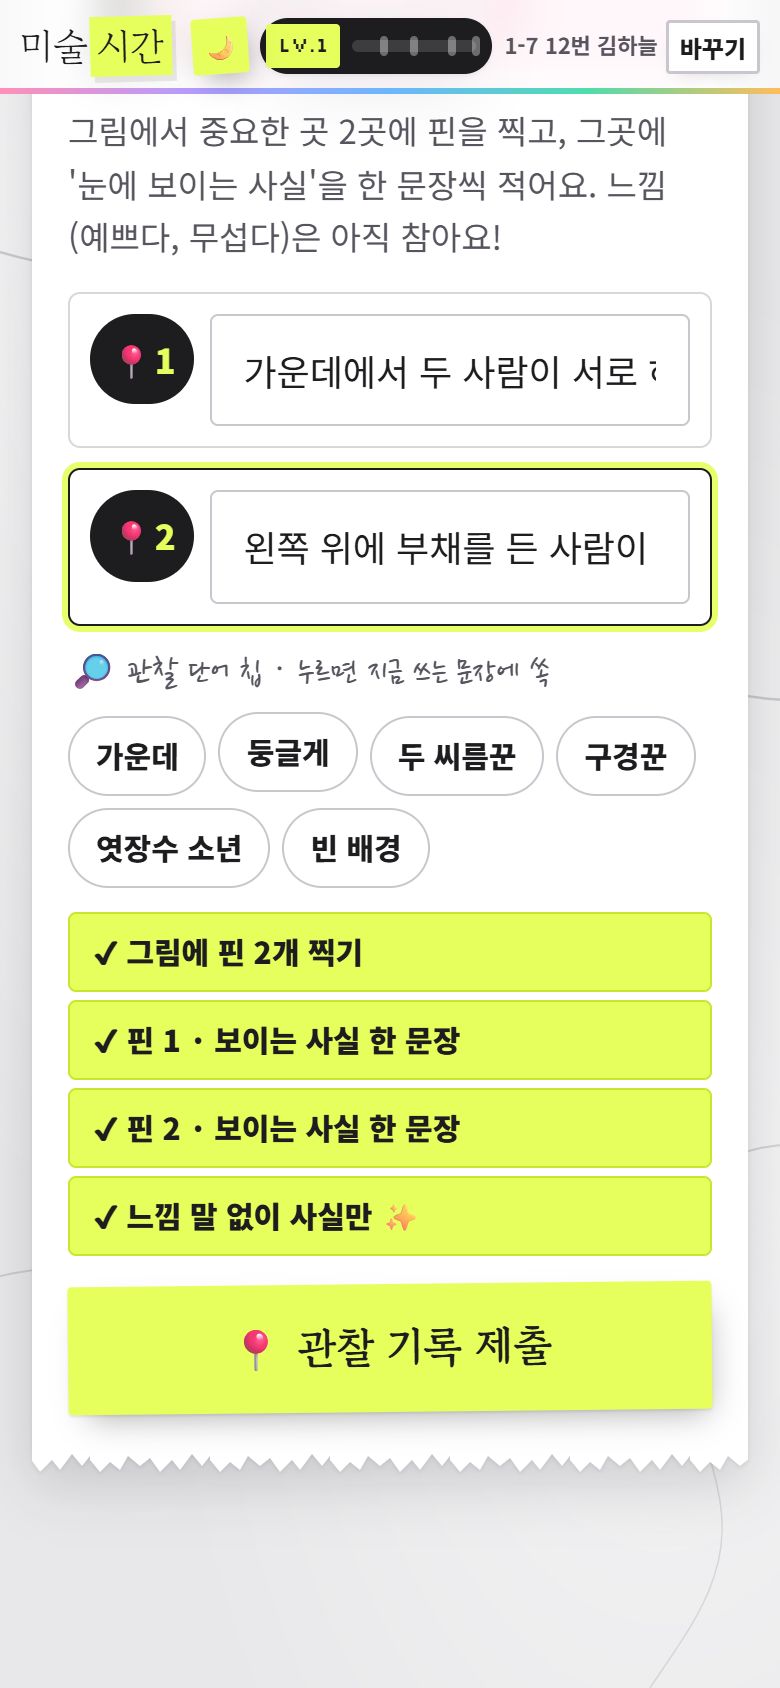 미술 시간 🌙 LV.1 1-7 12번 김하늘 바꾸기
그림에서 중요한 곳 2곳에 핀을 찍고, 그곳에
'눈에 보이는 사실'을 한 문장씩 적어요. 느낌
(예쁘다, 무섭다)은 아직 참아요!
📍1 가운데에서 두 사람이 서로
📍2 왼쪽 위에 부채를 든 사람이
🔎 관찰 단어 칩 · 누르면 지금 쓰는 문장에 쏙
가운데 둥글게 두 씨름꾼 구경꾼
엿장수 소년 빈 배경
✓ 그림에 핀 2개 찍기
✓ 핀 1 · 보이는 사실 한 문장
✓ 핀 2 · 보이는 사실 한 문장
✓ 느낌 말 없이 사실만 ✨
📍 관찰 기록 제출